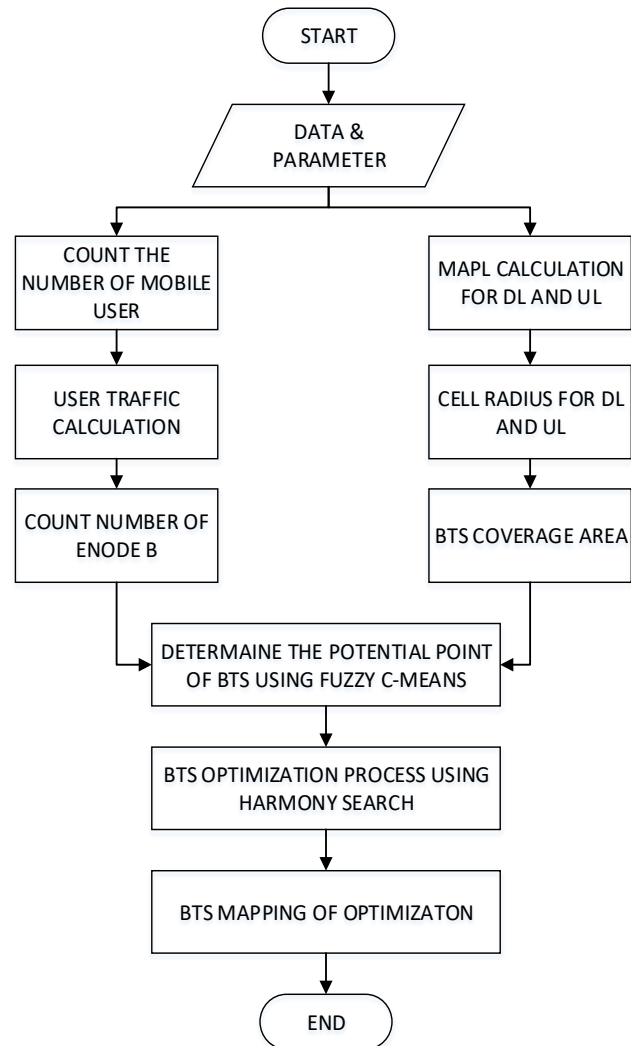 START
DATA &
PARAMETER
COUNT THE
NUMBER OF MOBILE
USER
MAPL CALCULATION
FOR DL AND UL
USER TRAFFIC
CALCULATION
CELL RADIUS FOR DL
AND UL
COUNT NUMBER OF
ENODE B
BTS COVERAGE AREA
DETERMAINE THE POTENTIAL POINT
OF BTS USING FUZZY C-MEANS
BTS OPTIMIZATION PROCESS USING
HARMONY SEARCH
BTS MAPPING OF OPTIMIZATON
END